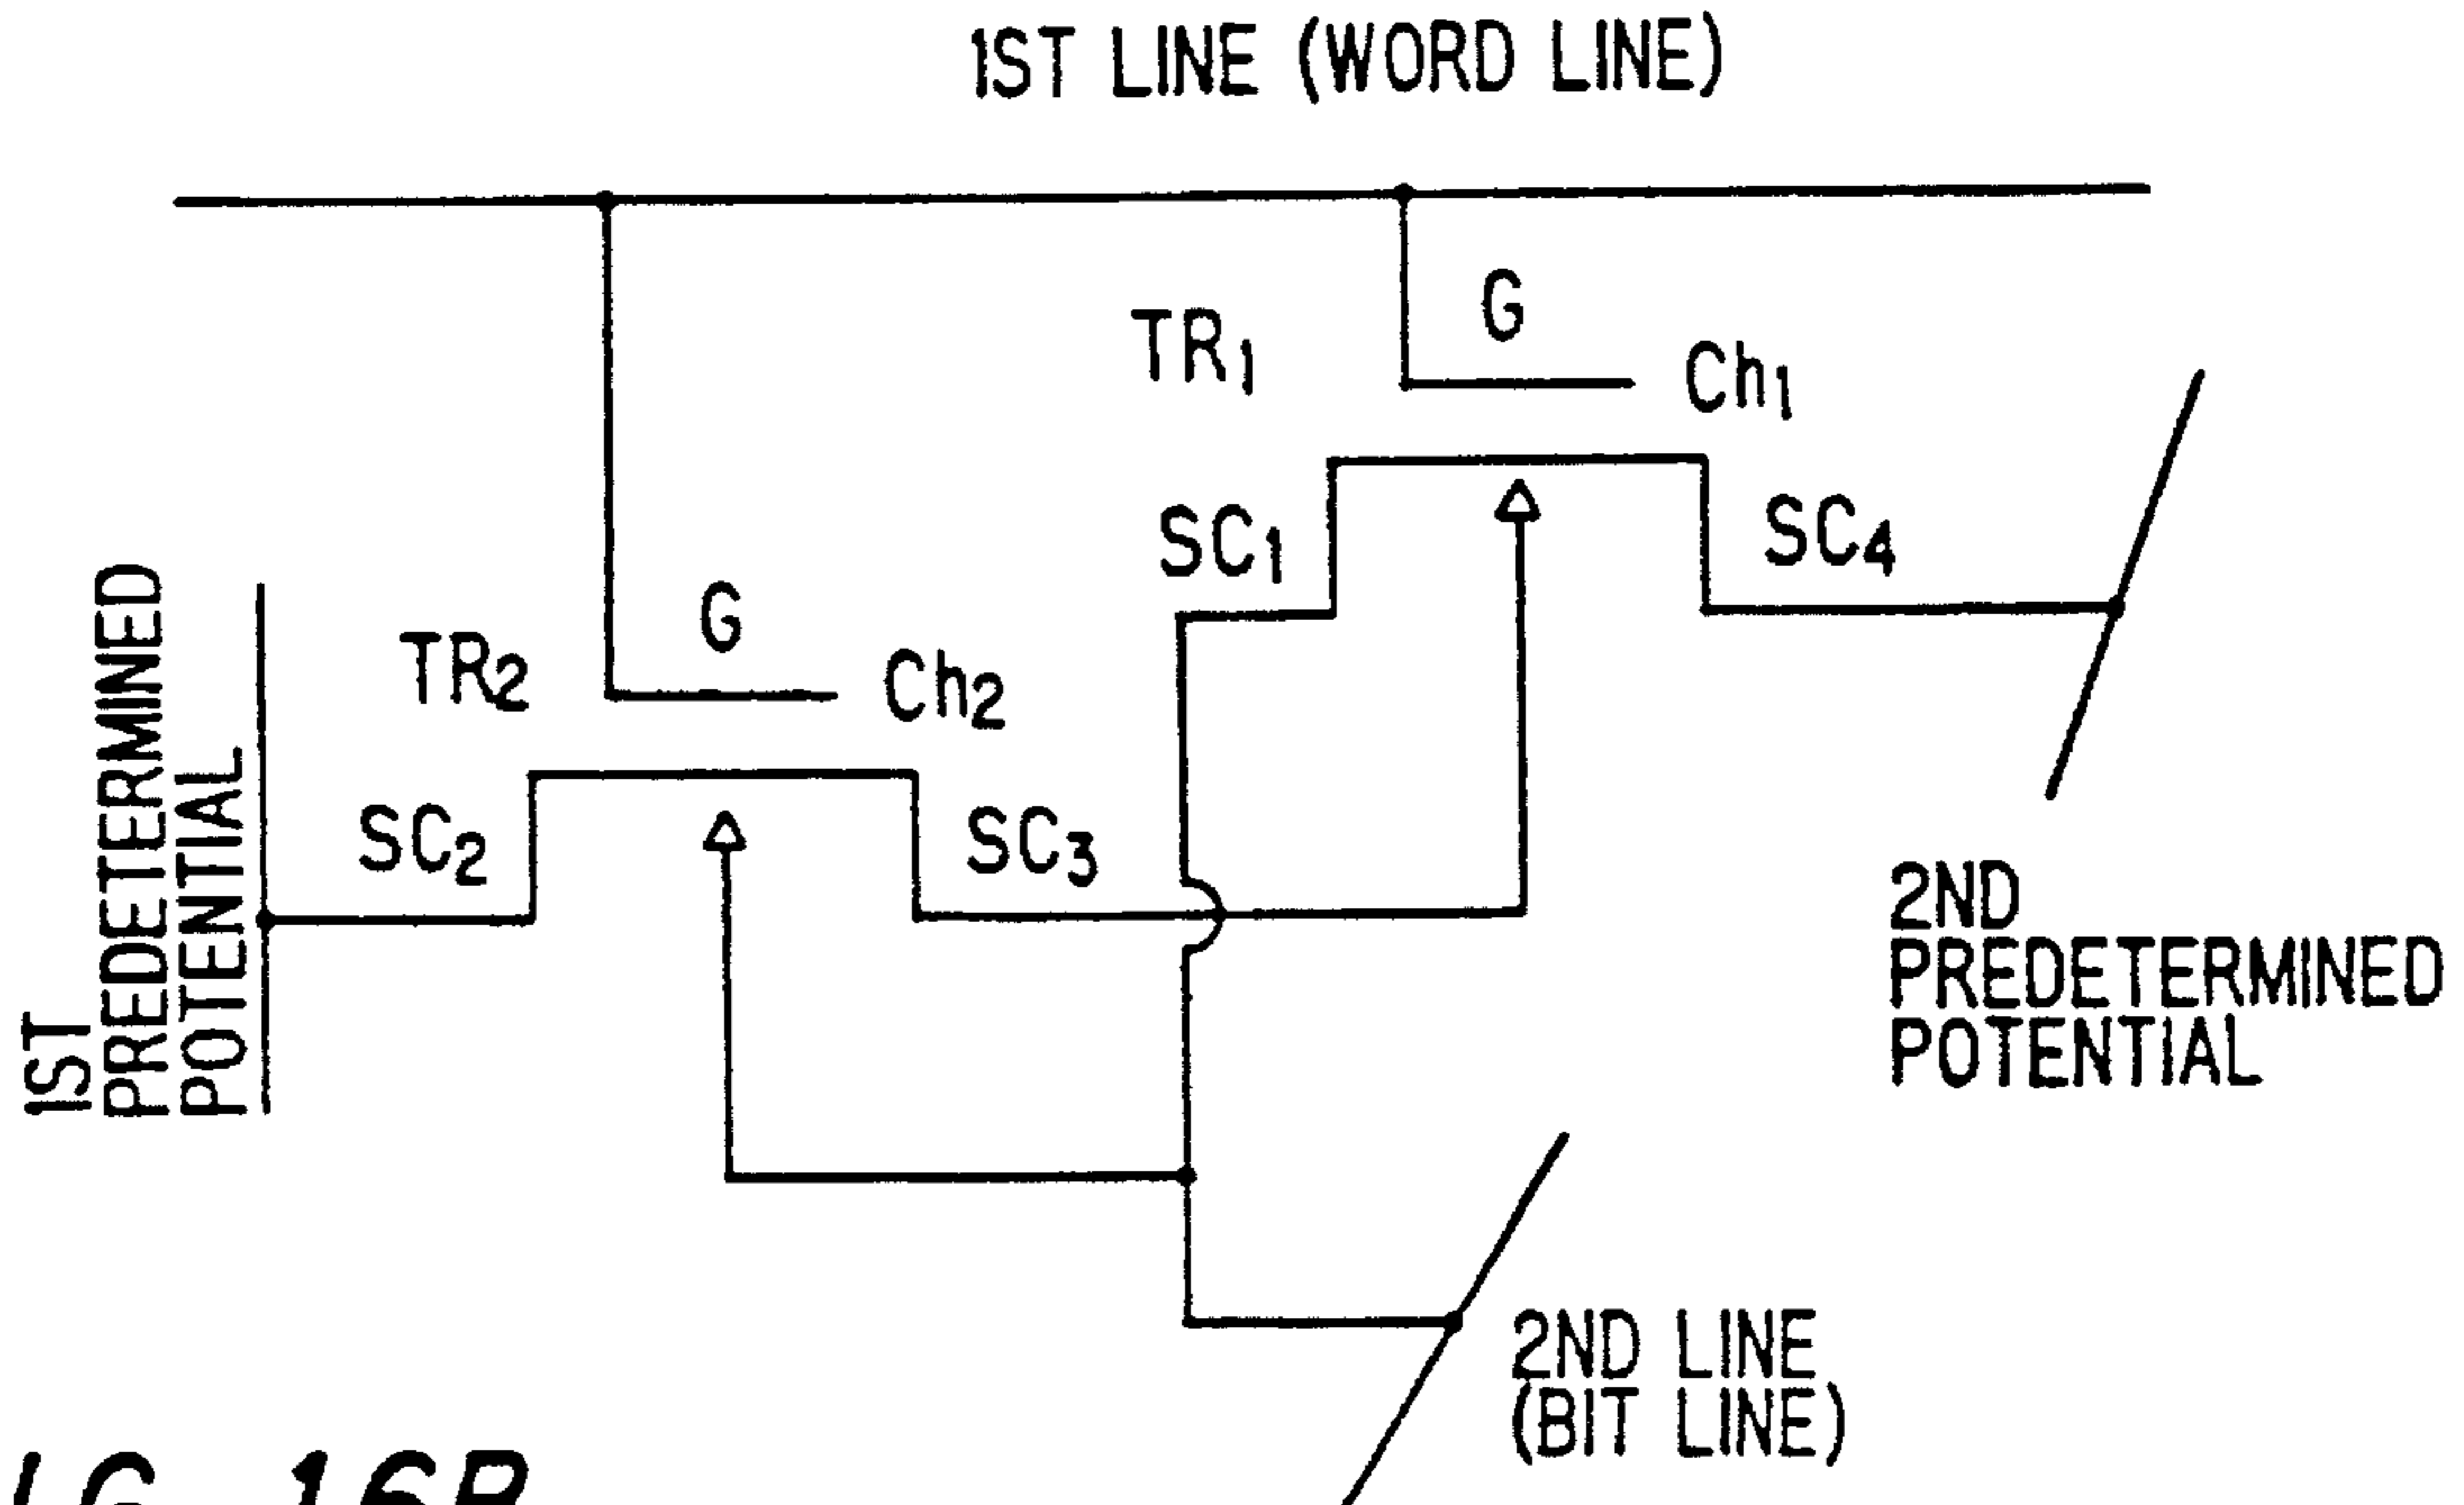 1ST LINE (WORD LINE)
G
TR1
Ch1
SC1
SC4
G
TR2
Ch2
SC2
SC3
1ST
PREDETERMINED
POTENTIAL
2ND
PREDETERMINED
POTENTIAL
2ND LINE
(BIT LINE)